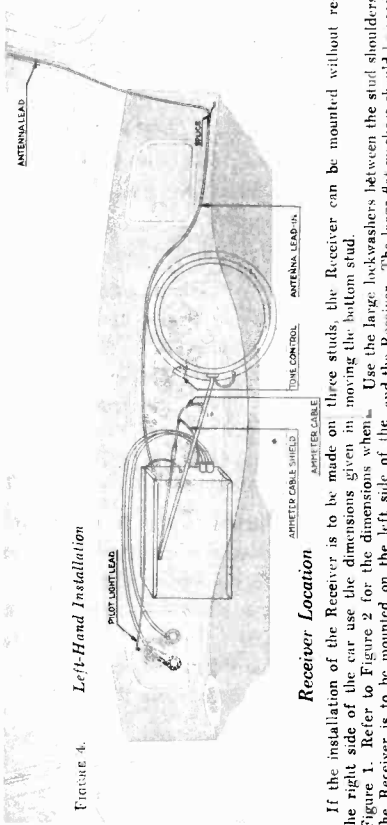 FIGURE 4. Left-Hand Installation
ANTENNA LEAD
PILOT LIGHT LEAD
SPLICE
ANTENNA LEAD-IN
TONE CONTROL
AMMETER CABLE
AMMETER CABLE SHIELD
Receiver Location
If the installation of the Receiver is to be made on
the right side of the car use the dimensions given in
Figure 1. Refer to Figure 2 for the dimensions when
the Receiver is to be mounted on the left side of the
three studs, the Receiver can be mounted without re
moving the bottom stud.
Use the large lockwashers between the stud shoulders
and the Receiver. The large